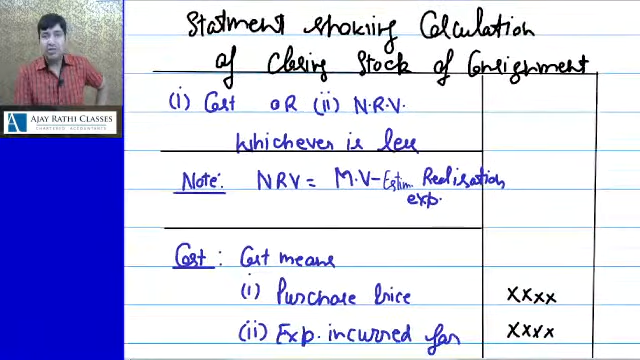 Statment showing Calculation
of Closing Stock of Consignment
(i) Cost OR (ii) N.R.V.
whichever is less
Note: NRV = M.V - Estim. Realisation
exp.
Cost: Cost means
(i) Purchase Price xxxx
(ii) Exp. incurred for xxxx
AJAY RATHI CLASSES
CHARTERED ACCOUNTANTS